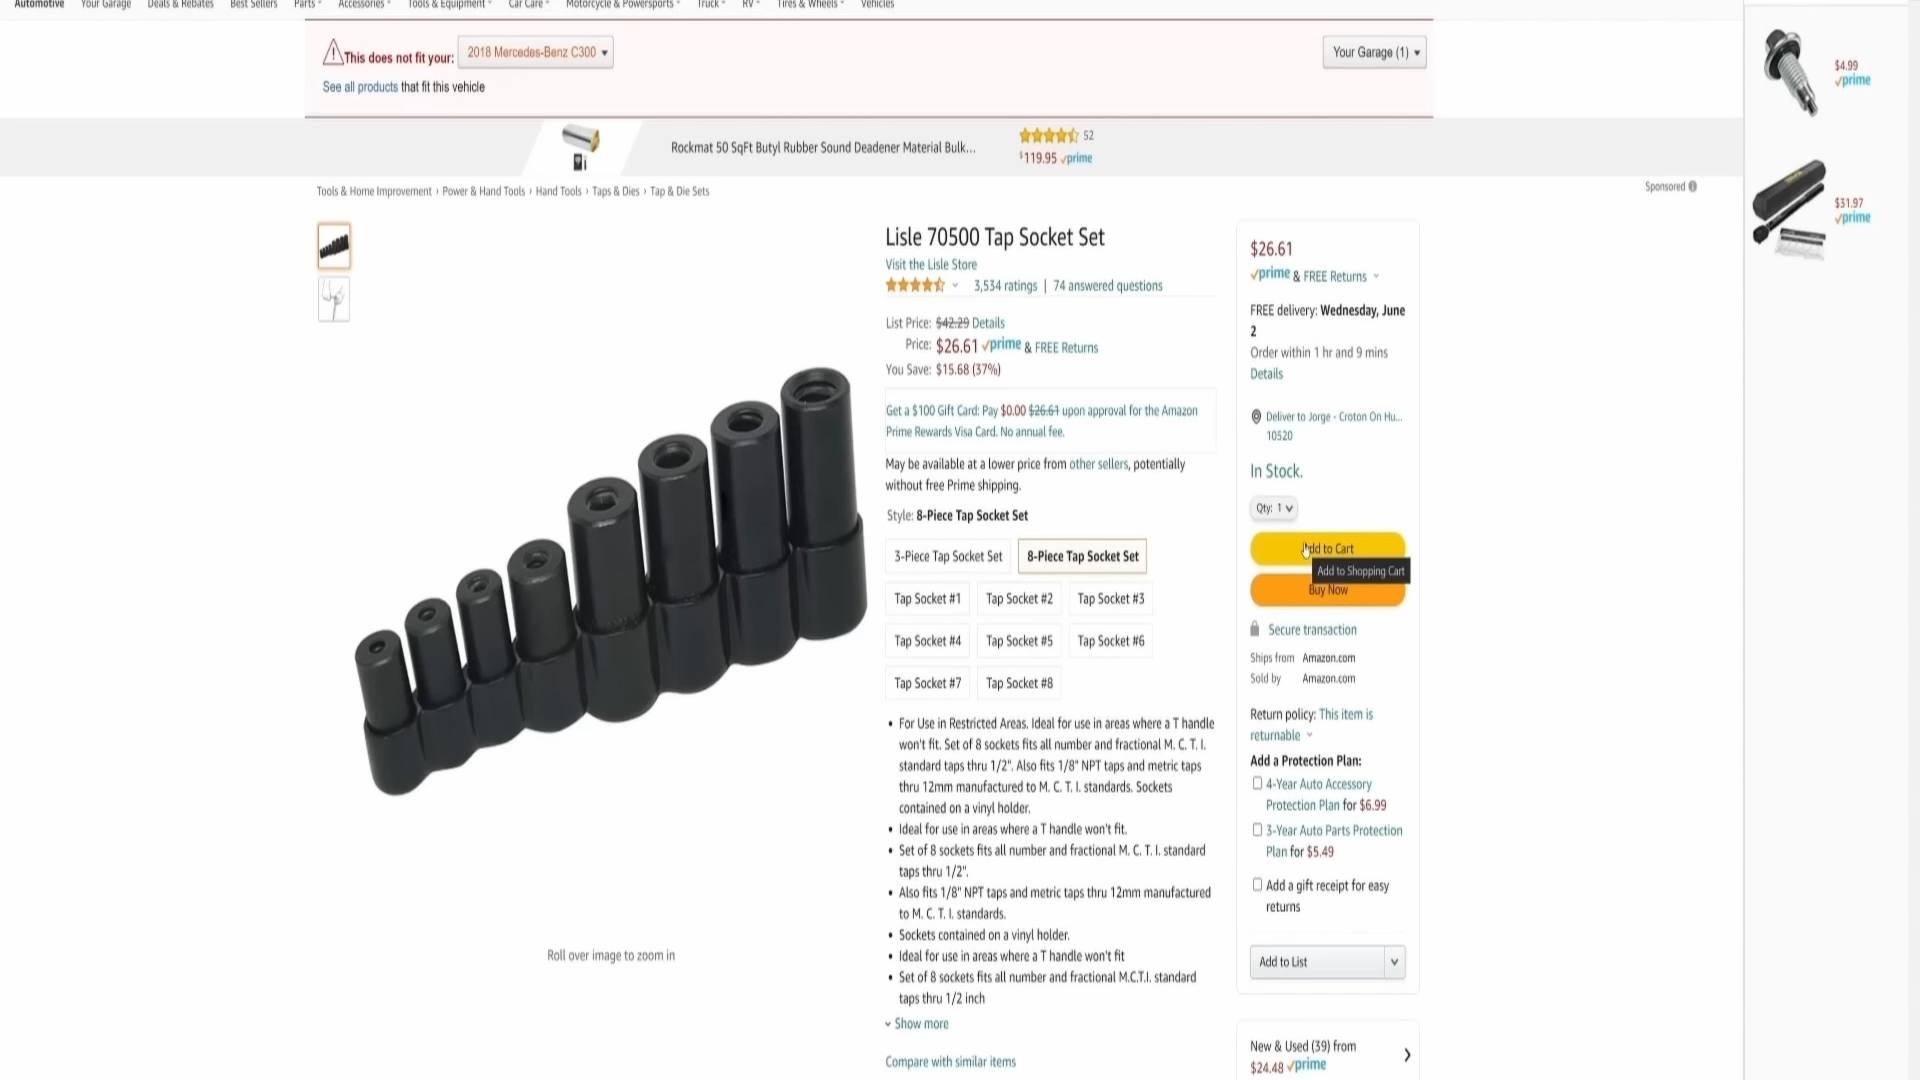 Automotive Your Garage Deals & Rebates Best Sellers Parts Accessories Tools & Equipment Car Care Motorcycle & Powersports Truck RV Tires & Wheels Vehicles
This does not fit your: 2018 Mercedes-Benz C300 Your Garage (1)
See all products that fit this vehicle
Rockmat 50 SqFt Butyl Rubber Sound Deadener Material Bulk... 52
$119.95 prime
Tools & Home Improvement › Power & Hand Tools › Hand Tools › Taps & Dies › Tap & Die Sets
Sponsored
Lisle 70500 Tap Socket Set
Visit the Lisle Store
3,534 ratings | 74 answered questions
List Price: $42.29 Details
Price: $26.61 prime & FREE Returns
You Save: $15.68 (37%)
Get a $100 Gift Card: Pay $0.00 $26.61 upon approval for the Amazon
Prime Rewards Visa Card. No annual fee.
May be available at a lower price from other sellers, potentially
without free Prime shipping.
Style: 8-Piece Tap Socket Set
3-Piece Tap Socket Set 8-Piece Tap Socket Set
Tap Socket #1 Tap Socket #2 Tap Socket #3
Tap Socket #4 Tap Socket #5 Tap Socket #6
Tap Socket #7 Tap Socket #8
• For Use in Restricted Areas. Ideal for use in areas where a T handle
won't fit. Set of 8 sockets fits all number and fractional M. C. T. I.
standard taps thru 1/2". Also fits 1/8" NPT taps and metric taps
thru 12mm manufactured to M. C. T. I. standards. Sockets
contained on a vinyl holder.
• Ideal for use in areas where a T handle won't fit.
• Set of 8 sockets fits all number and fractional M. C. T. I. standard
taps thru 1/2".
• Also fits 1/8" NPT taps and metric taps thru 12mm manufactured
to M. C. T. I. standards.
• Sockets contained on a vinyl holder.
• Ideal for use in areas where a T handle won't fit
• Set of 8 sockets fits all number and fractional M.C.T.I. standard
taps thru 1/2 inch
Show more
Compare with similar items
Roll over image to zoom in
$26.61
prime & FREE Returns
FREE delivery: Wednesday, June
2
Order within 1 hr and 9 mins
Details
Deliver to Jorge - Croton On Hu...
10520
In Stock.
Qty: 1
Add to Cart
Add to Shopping Cart
Buy Now
Secure transaction
Ships from Amazon.com
Sold by Amazon.com
Return policy: This item is
returnable
Add a Protection Plan:
4-Year Auto Accessory
Protection Plan for $6.99
3-Year Auto Parts Protection
Plan for $5.49
Add a gift receipt for easy
returns
Add to List
New & Used (39) from
$24.48 prime
$4.99
prime
$31.97
prime